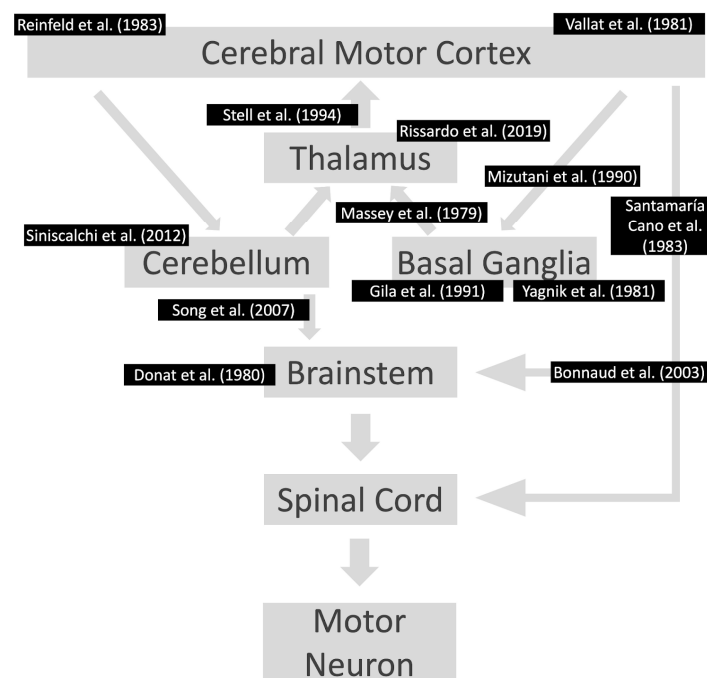 Reinfeld et al. (1983)
Vallat et al. (1981)
Cerebral Motor Cortex
Stell et al. (1994)
Rissardo et al. (2019)
Thalamus
Mizutani et al. (1990)
Massey et al. (1979)
Santamaría
Cano et al.
(1983)
Siniscalchi et al. (2012)
Cerebellum
Basal Ganglia
Gila et al. (1991)
Yagnik et al. (1981)
Song et al. (2007)
Donat et al. (1980)
Brainstem
Bonnaud et al. (2003)
Spinal Cord
Motor
Neuron